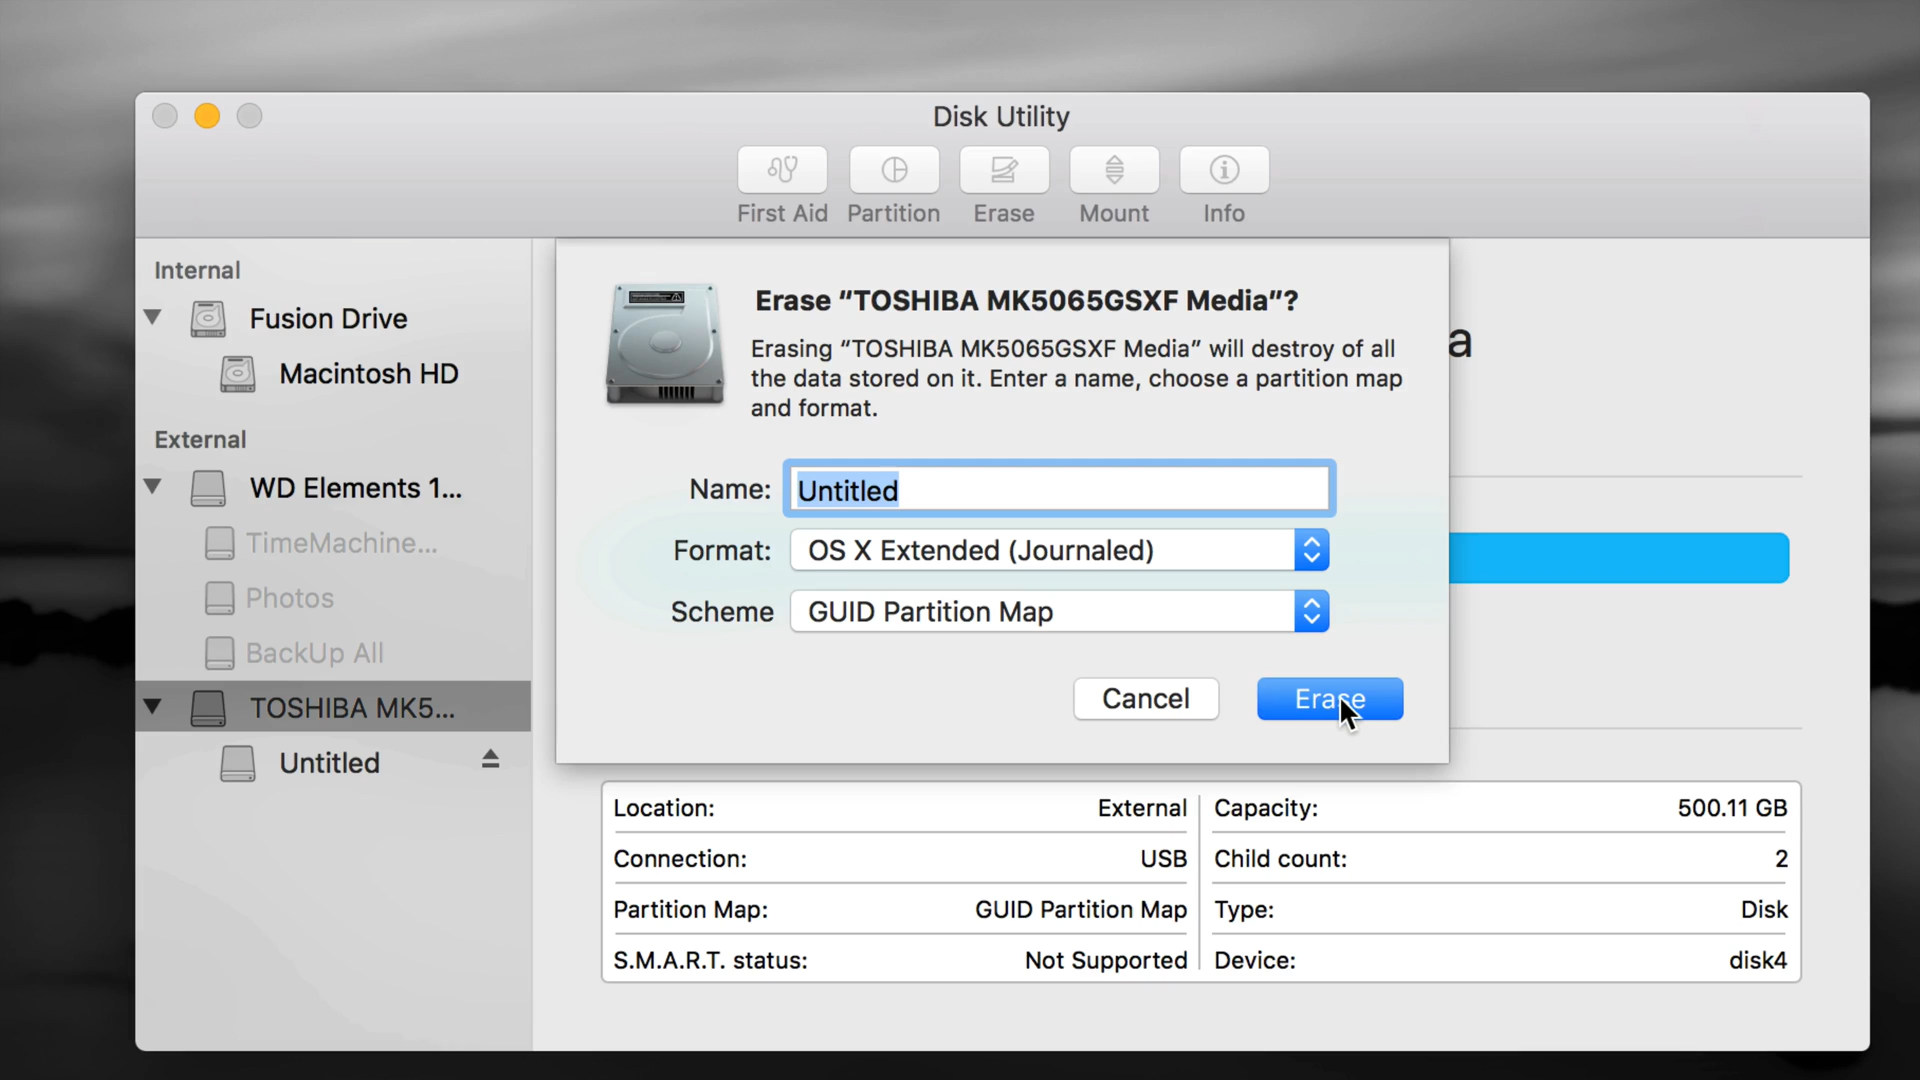 Disk Utility
First Aid
Partition
Erase
Mount
Info
Internal
Fusion Drive
Macintosh HD
External
WD Elements 1...
TimeMachine...
Photos
BackUp All
TOSHIBA MK5...
Untitled
Erase “TOSHIBA MK5065GSXF Media”?
Erasing “TOSHIBA MK5065GSXF Media” will destroy of all
the data stored on it. Enter a name, choose a partition map
and format.
Name: Untitled
Format: OS X Extended (Journaled)
Scheme GUID Partition Map
Cancel
Erase
a
Location: External
Connection: USB
Partition Map: GUID Partition Map
S.M.A.R.T. status: Not Supported
Capacity: 500.11 GB
Child count: 2
Type: Disk
Device: disk4